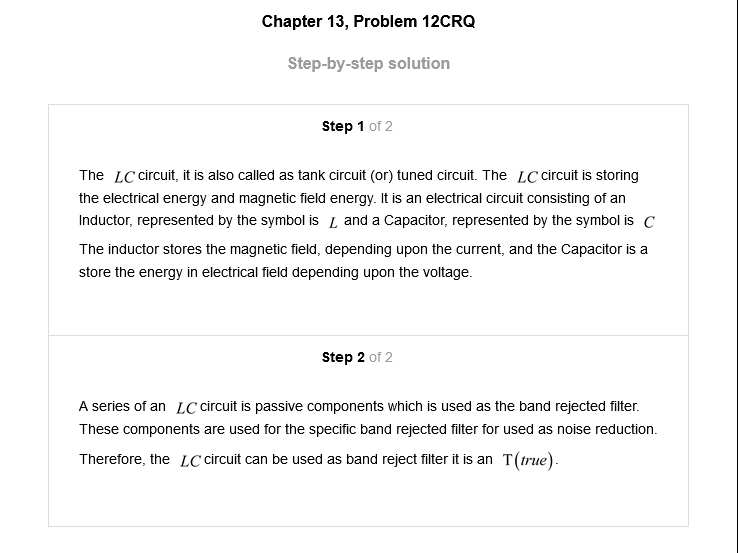 Chapter 13, Problem 12CRQ
Step-by-step solution
Step 1 of 2
The LC circuit, it is also called as tank circuit (or) tuned circuit. The LC circuit is storing
the electrical energy and magnetic field energy. It is an electrical circuit consisting of an
Inductor, represented by the symbol is L and a Capacitor, represented by the symbol is C
The inductor stores the magnetic field, depending upon the current, and the Capacitor is a
store the energy in electrical field depending upon the voltage.
Step 2 of 2
A series of an LC circuit is passive components which is used as the band rejected filter.
These components are used for the specific band rejected filter for used as noise reduction.
Therefore, the LC circuit can be used as band reject filter it is an T(true).